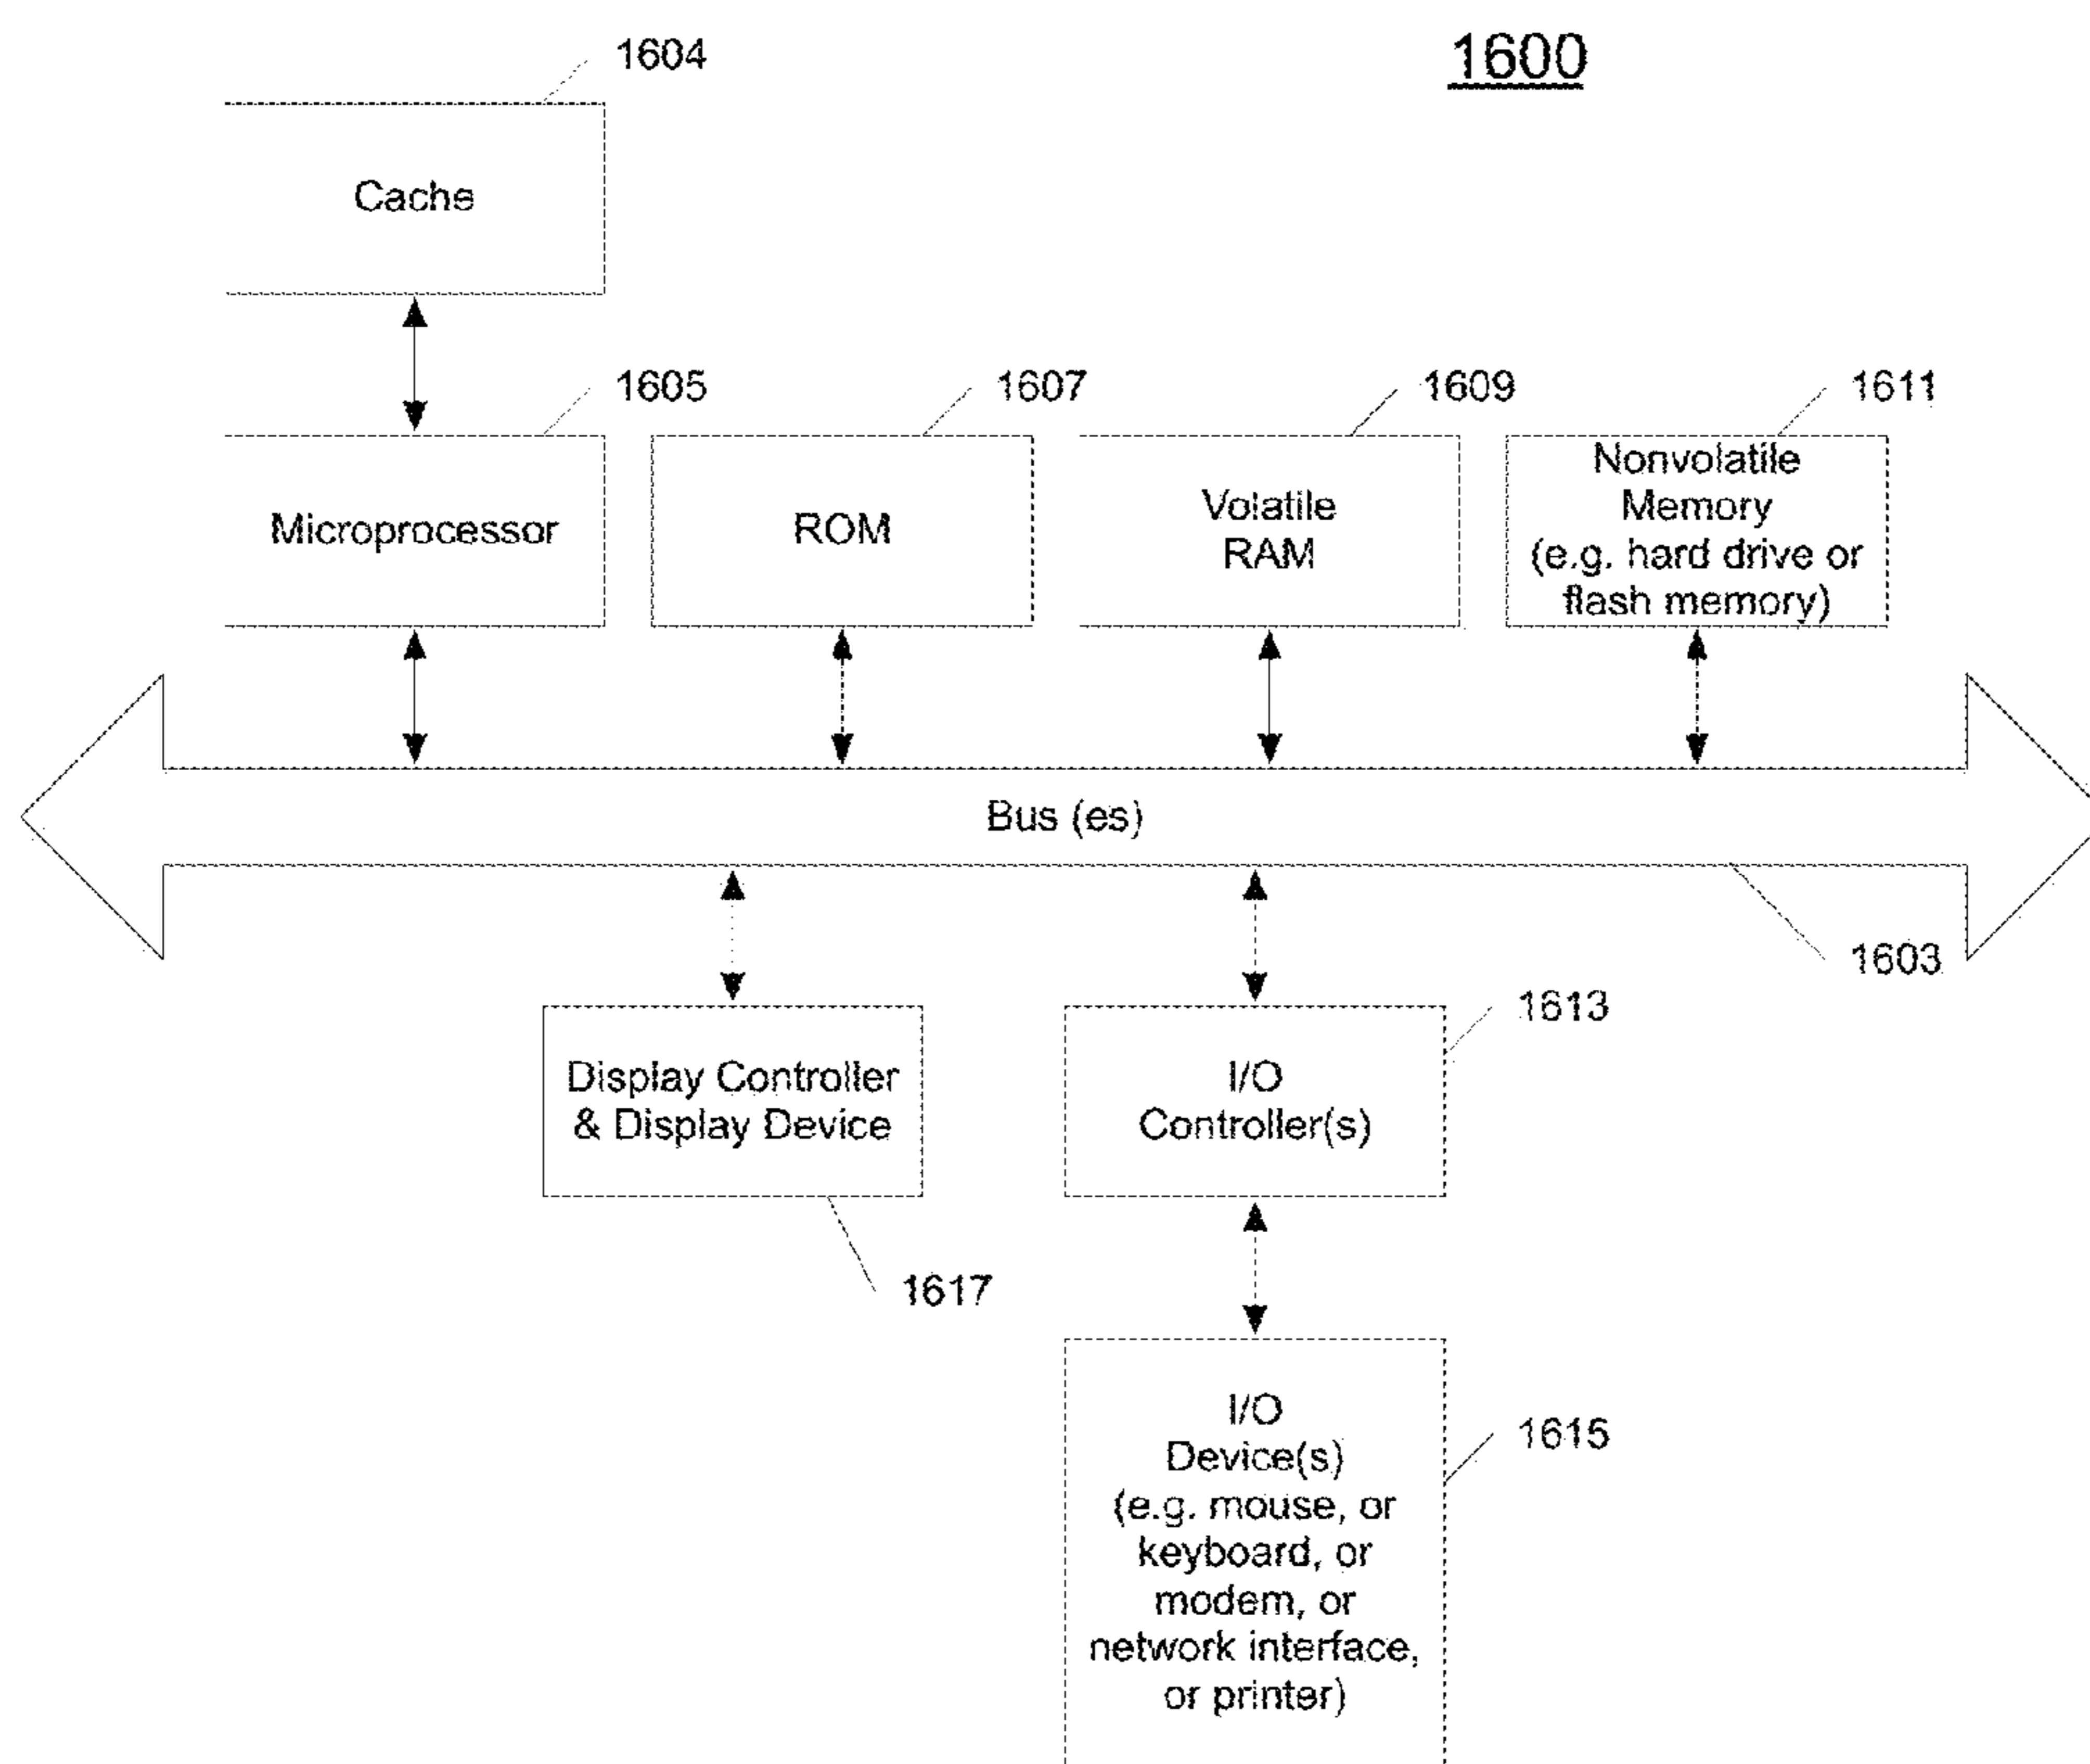 1600
1604
Cache
1605
1607
1609
1611
Microprocessor
ROM
Volatile
RAM
Nonvolatile
Memory
(e.g. hard drive or
flash memory)
Bus (es)
1603
1613
Display Controller
& Display Device
I/O
Controller(s)
1617
I/O
Device(s)
(e.g. mouse, or
keyboard, or
modem, or
network interface,
or printer)
1615